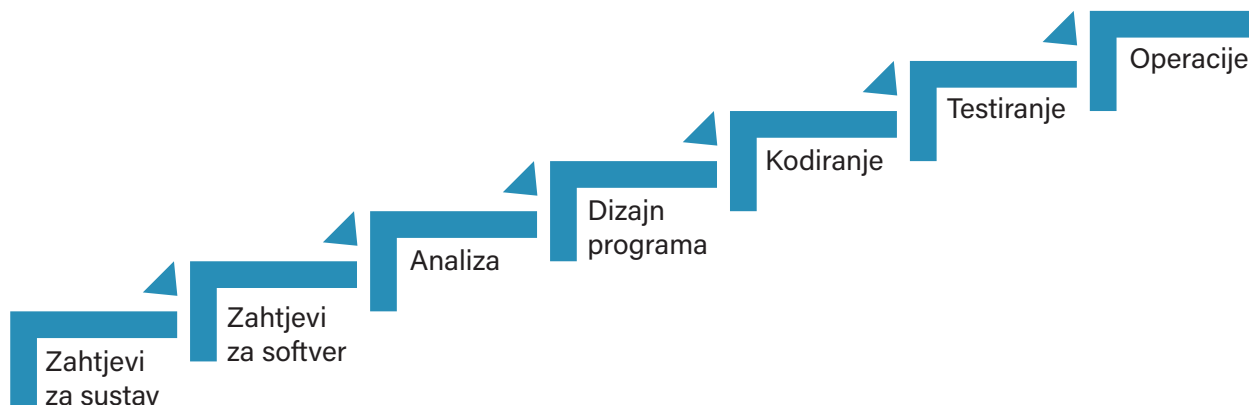 Zahtjevi
za sustav
Zahtjevi
za softver
Analiza
Dizajn
programa
Kodiranje
Testiranje
Operacije